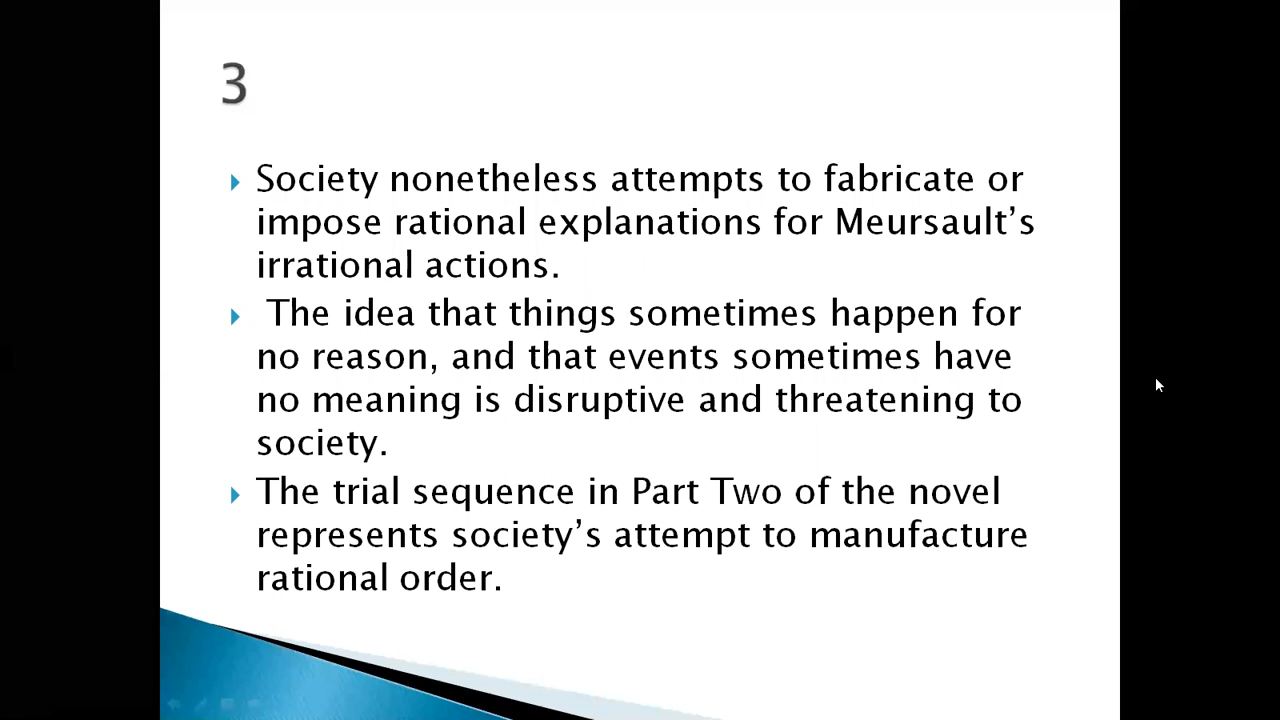 3
Society nonetheless attempts to fabricate or
impose rational explanations for Meursault’s
irrational actions.
The idea that things sometimes happen for
no reason, and that events sometimes have
no meaning is disruptive and threatening to
society.
The trial sequence in Part Two of the novel
represents society’s attempt to manufacture
rational order.